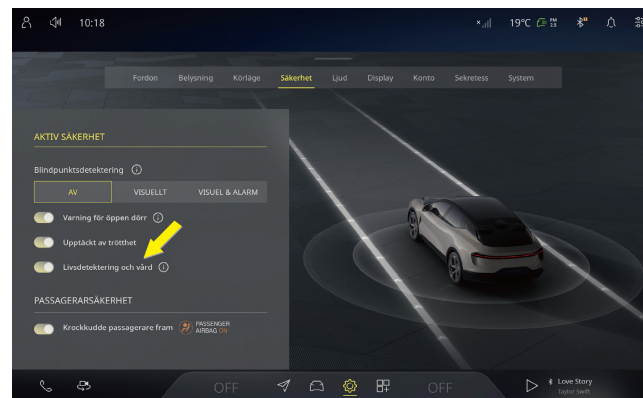 10:18
19°C PM 2.5
Fordon Belysning Körläge Säkerhet Ljud Display Konto Sekretess System
AKTIV SÄKERHET
Blindpunktsdetektering
AV VISUELLT VISUEL & ALARM
Varning för öppen dörr
Upptäckt av trötthet
Livsdetektering och vård
PASSAGERARSÄKERHET
Krockkudde passagerare fram PASSENGER
AIRBAG ON
OFF OFF
Love Story
Taylor Swift